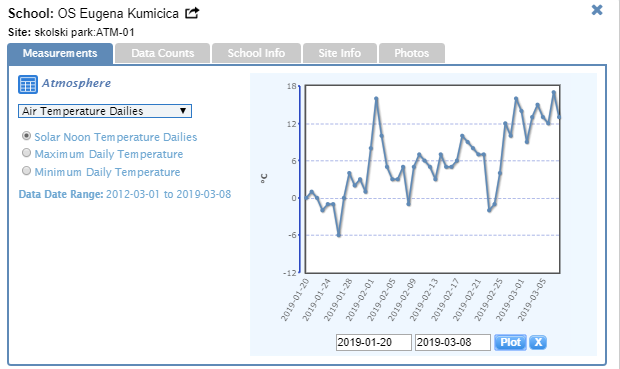 School: OS Eugena Kumicica
Site: skolski park:ATM-01
Measurements Data Counts School Info Site Info Photos
Atmosphere
Air Temperature Dailies
Solar Noon Temperature Dailies
Maximum Daily Temperature
Minimum Daily Temperature
Data Date Range: 2012-03-01 to 2019-03-08
°C
18
12
6
0
-6
-12
2019-01-20
2019-01-24
2019-01-28
2019-02-01
2019-02-05
2019-02-09
2019-02-13
2019-02-17
2019-02-21
2019-02-25
2019-03-01
2019-03-05
2019-01-20 2019-03-08 Plot X